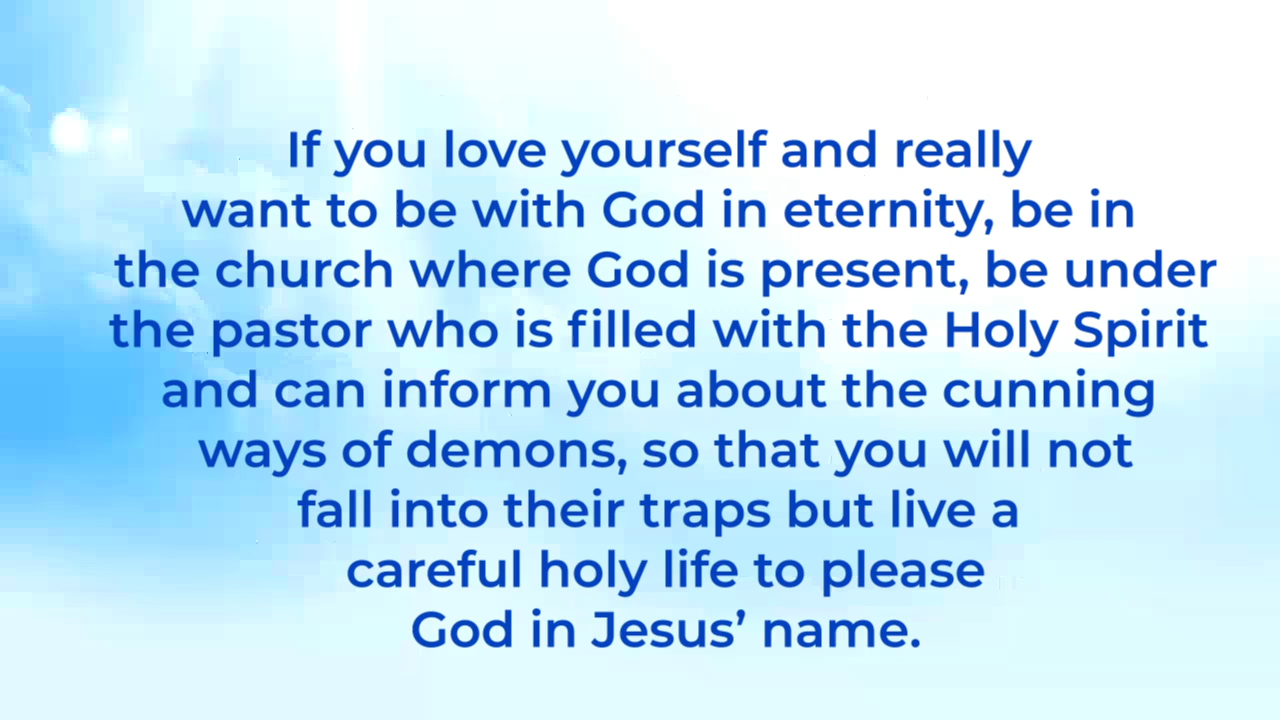 If you love yourself and really
want to be with God in eternity, be in
the church where God is present, be under
the pastor who is filled with the Holy Spirit
and can inform you about the cunning
ways of demons, so that you will not
fall into their traps but live a
careful holy life to please
God in Jesus’ name.